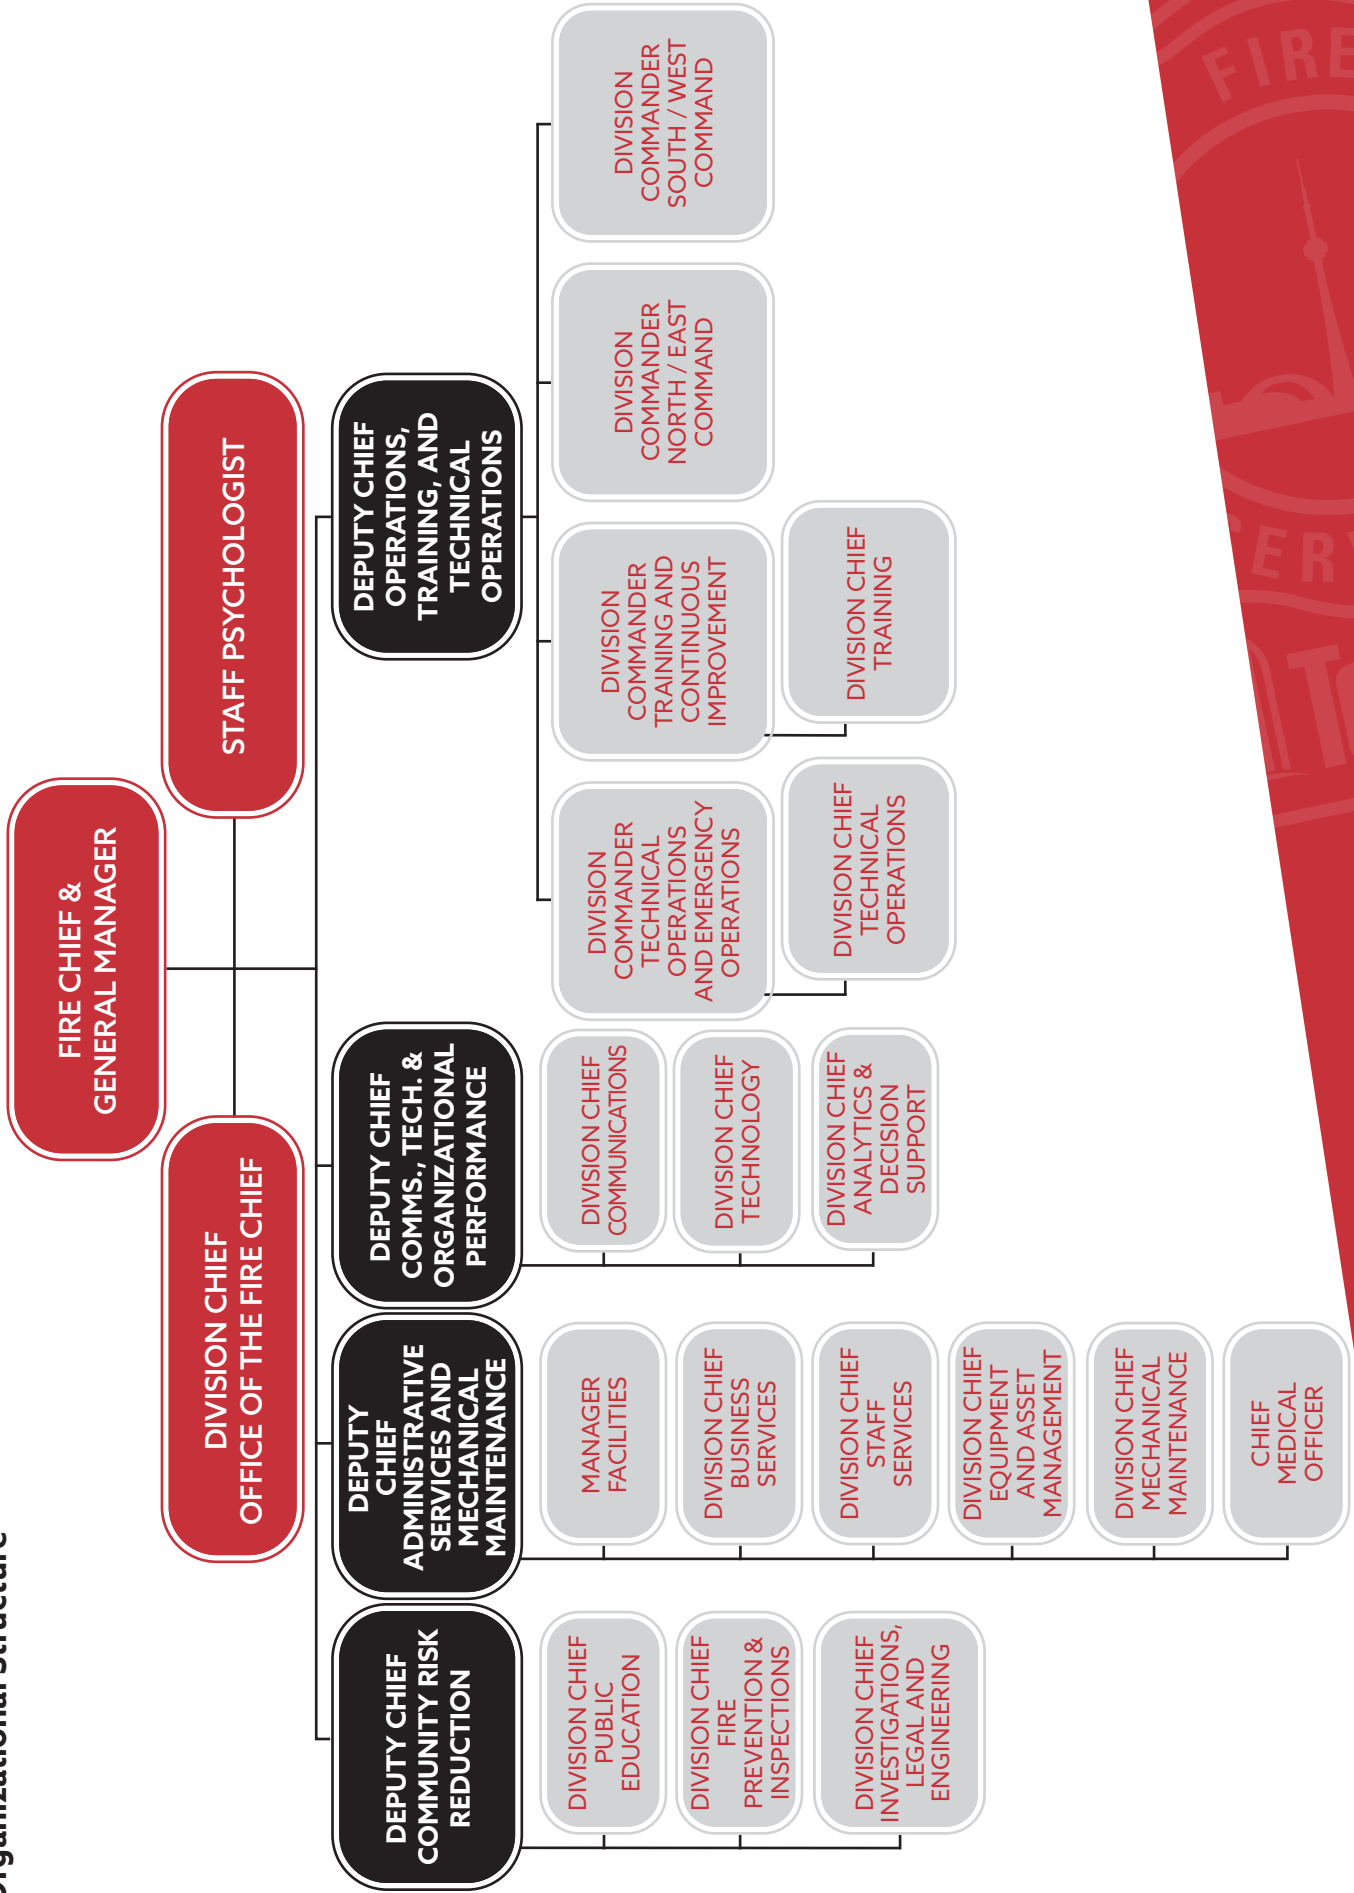 Organizational Structure
FIRE CHIEF &
GENERAL MANAGER
DIVISION CHIEF
OFFICE OF THE FIRE CHIEF
STAFF PSYCHOLOGIST
DEPUTY CHIEF
COMMUNITY RISK
REDUCTION
DEPUTY
CHIEF
ADMINISTRATIVE
SERVICES AND
MECHANICAL
MAINTENANCE
DEPUTY CHIEF
COMMS., TECH. &
ORGANIZATIONAL
PERFORMANCE
DEPUTY CHIEF
OPERATIONS,
TRAINING, AND
TECHNICAL
OPERATIONS
DIVISION CHIEF
PUBLIC
EDUCATION
DIVISION CHIEF
FIRE
PREVENTION &
INSPECTIONS
DIVISION CHIEF
INVESTIGATIONS,
LEGAL AND
ENGINEERING
MANAGER
FACILITIES
DIVISION CHIEF
BUSINESS
SERVICES
DIVISION CHIEF
STAFF
SERVICES
DIVISION CHIEF
EQUIPMENT
AND ASSET
MANAGEMENT
DIVISION CHIEF
MECHANICAL
MAINTENANCE
CHIEF
MEDICAL
OFFICER
DIVISION CHIEF
COMMUNICATIONS
DIVISION CHIEF
TECHNOLOGY
DIVISION CHIEF
ANALYTICS &
DECISION
SUPPORT
DIVISION
COMMANDER
TECHNICAL
OPERATIONS
AND EMERGENCY
OPERATIONS
DIVISION CHIEF
TECHNICAL
OPERATIONS
DIVISION
COMMANDER
TRAINING AND
CONTINUOUS
IMPROVEMENT
DIVISION CHIEF
TRAINING
DIVISION
COMMANDER
NORTH / EAST
COMMAND
DIVISION
COMMANDER
SOUTH / WEST
COMMAND
FIRE